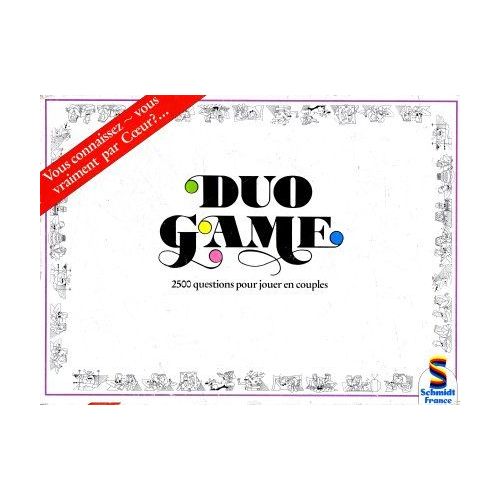 Vous connaissez ~ vous
vraiment par Cœur?...
DUO
GAME
2500 questions pour jouer en couples
Schmidt
France